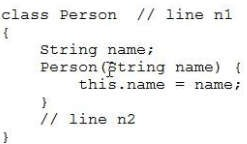 class Person  // line n1
{
    String name;
    Person(String name) {
        this.name = name;
    }
    // line n2
}